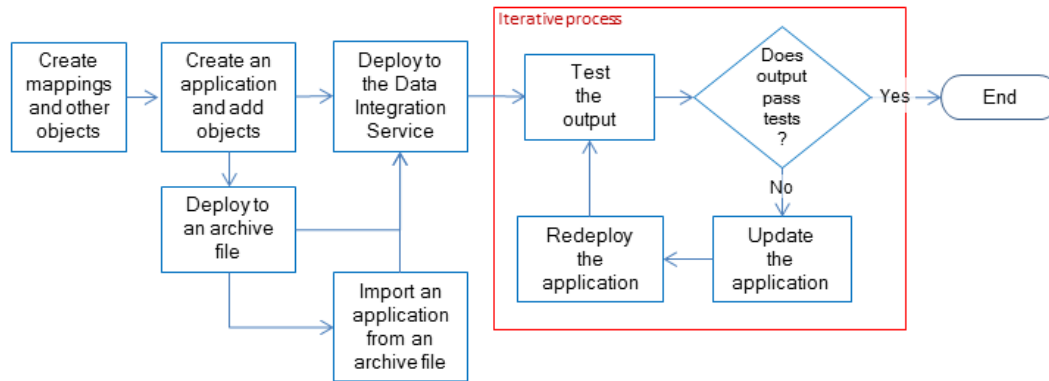 Iterative process
Create
mappings
and other
objects
Create an
application
and add
objects
Deploy to
the Data
Integration
Service
Test
the
output
Does
output
pass
tests
?
Yes
End
No
Deploy to
an archive
file
Redeploy
the
application
Update
the
application
Import an
application
from an
archive file